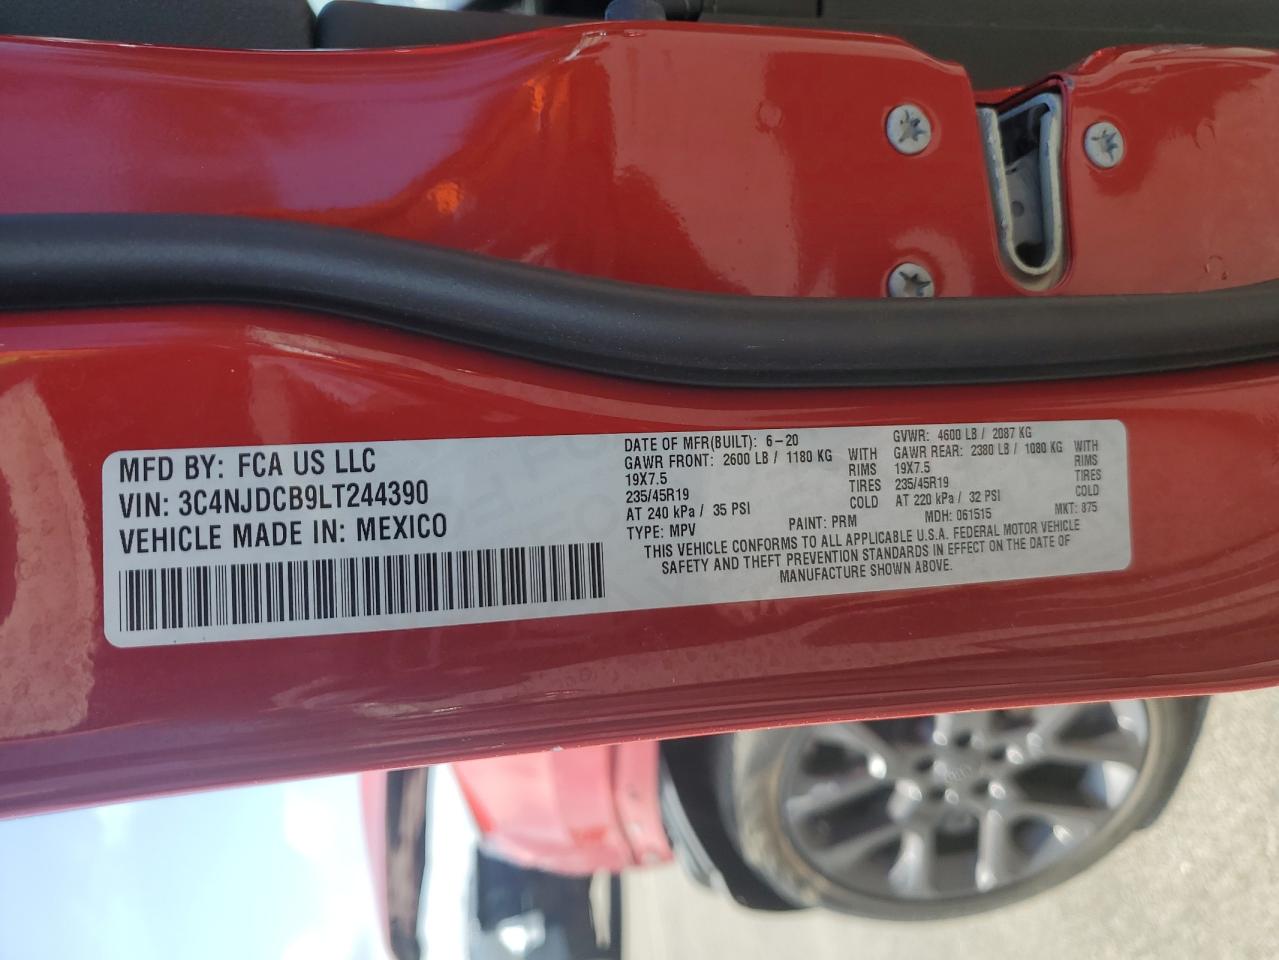 MFD BY: FCA US LLC
VIN: 3C4NJDCB9LT244390
VEHICLE MADE IN: MEXICO
DATE OF MFR(BUILT): 6-20
GAWR FRONT: 2600 LB / 1180 KG WITH
19X7.5 RIMS
235/45R19 TIRES
AT 240 kPa / 35 PSI COLD
TYPE: MPV
GVWR: 4600 LB / 2087 KG
GAWR REAR: 2380 LB / 1080 KG WITH
19X7.5 RIMS
235/45R19 TIRES
AT 220 kPa / 32 PSI COLD
PAINT: PRM MDH: 061515 MKT: 875
THIS VEHICLE CONFORMS TO ALL APPLICABLE U.S.A. FEDERAL MOTOR VEHICLE
SAFETY AND THEFT PREVENTION STANDARDS IN EFFECT ON THE DATE OF
MANUFACTURE SHOWN ABOVE.